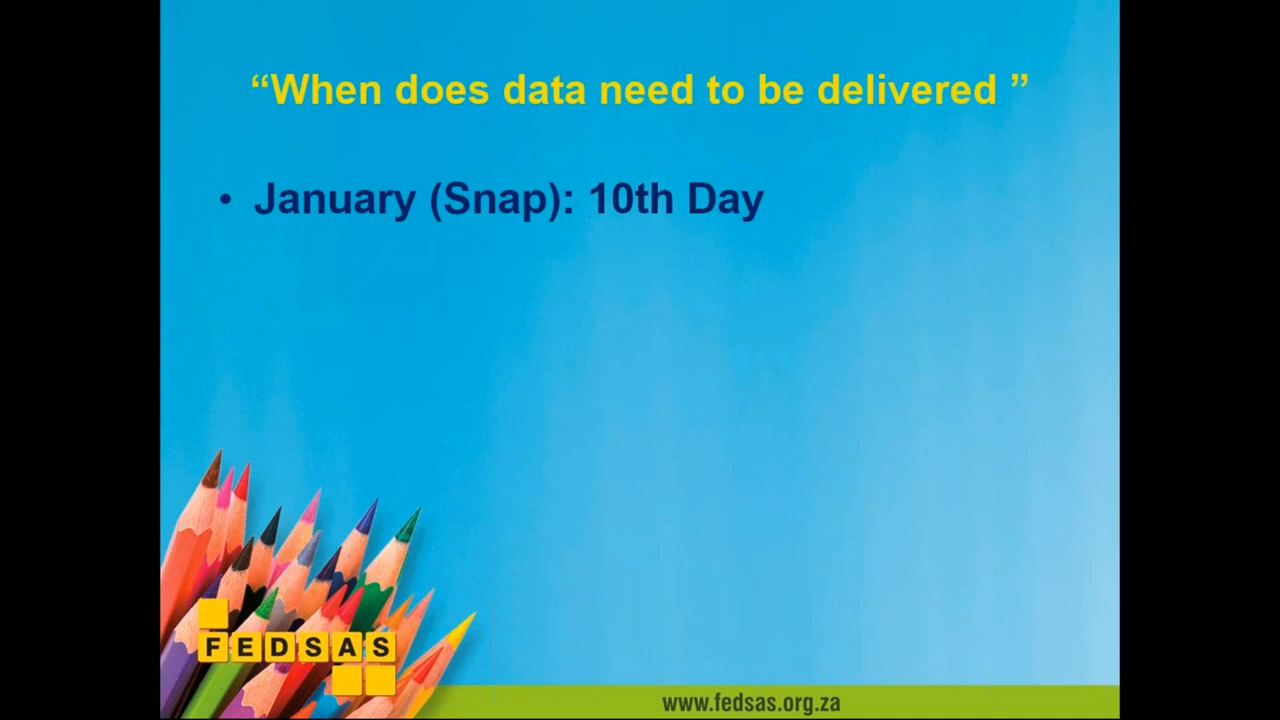 “When does data need to be delivered ”
• January (Snap): 10th Day
FEDSAS
www.fedsas.org.za